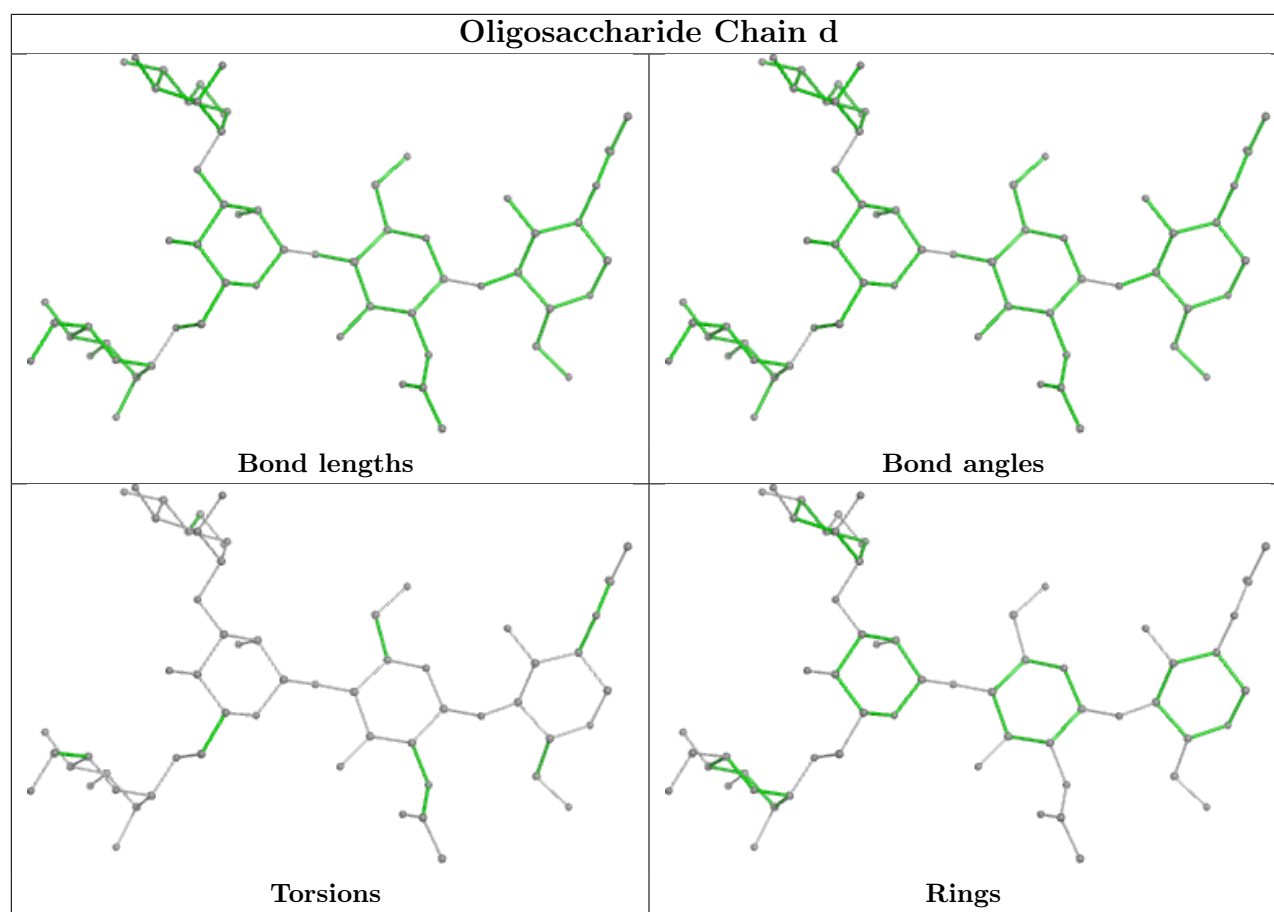 Oligosaccharide Chain d
Bond lengths
Bond angles
Torsions
Rings